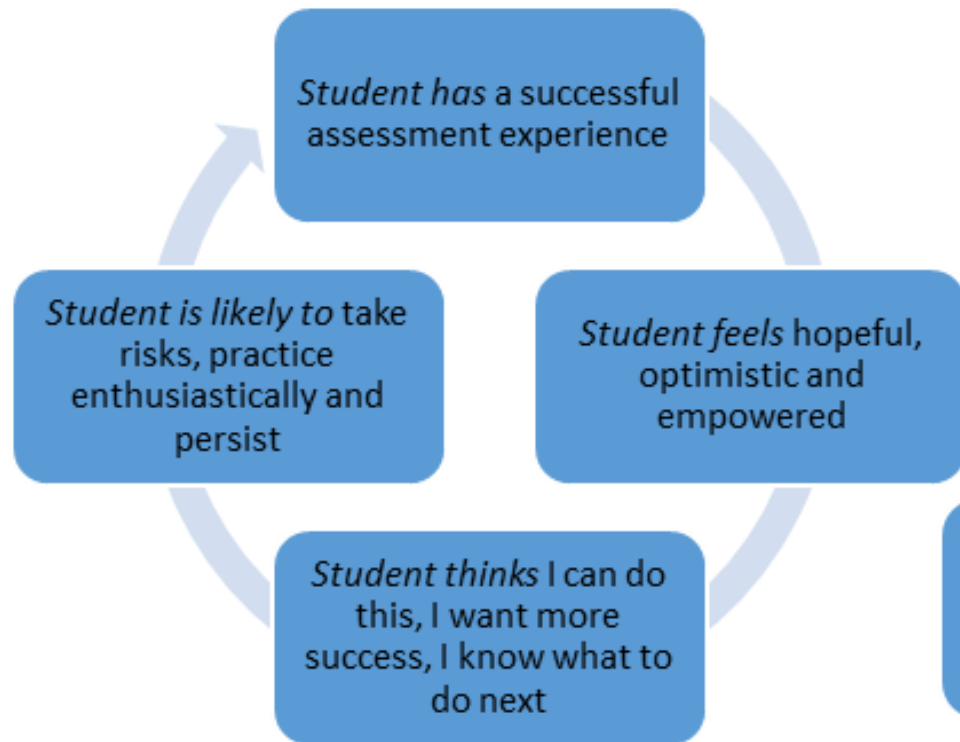 Student has a successful
assessment experience
Student feels hopeful,
optimistic and
empowered
Student thinks I can do
this, I want more
success, I know what to
do next
Student is likely to take
risks, practice
enthusiastically and
persist